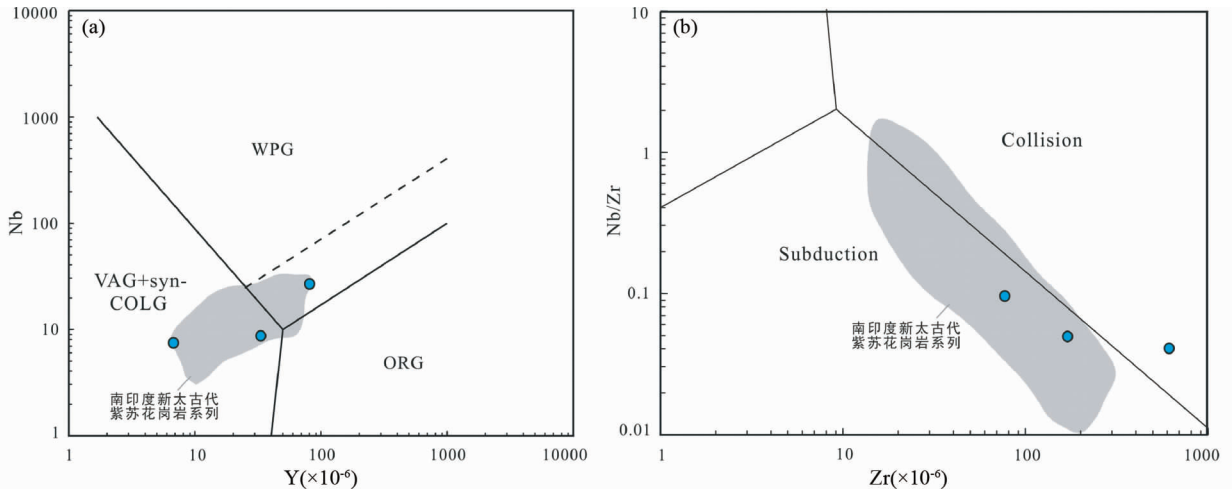 (a)
10000
1000
100
10
1
Nb
WPG
VAG+syn-
COLG
ORG
南印度新太古代
紫苏花岗岩系列
1
10
100
1000
10000
Y(×10⁻⁶)
(b)
10
1
0.1
0.01
Nb/Zr
Collision
Subduction
南印度新太古代
紫苏花岗岩系列
1
10
100
1000
Zr(×10⁻⁶)